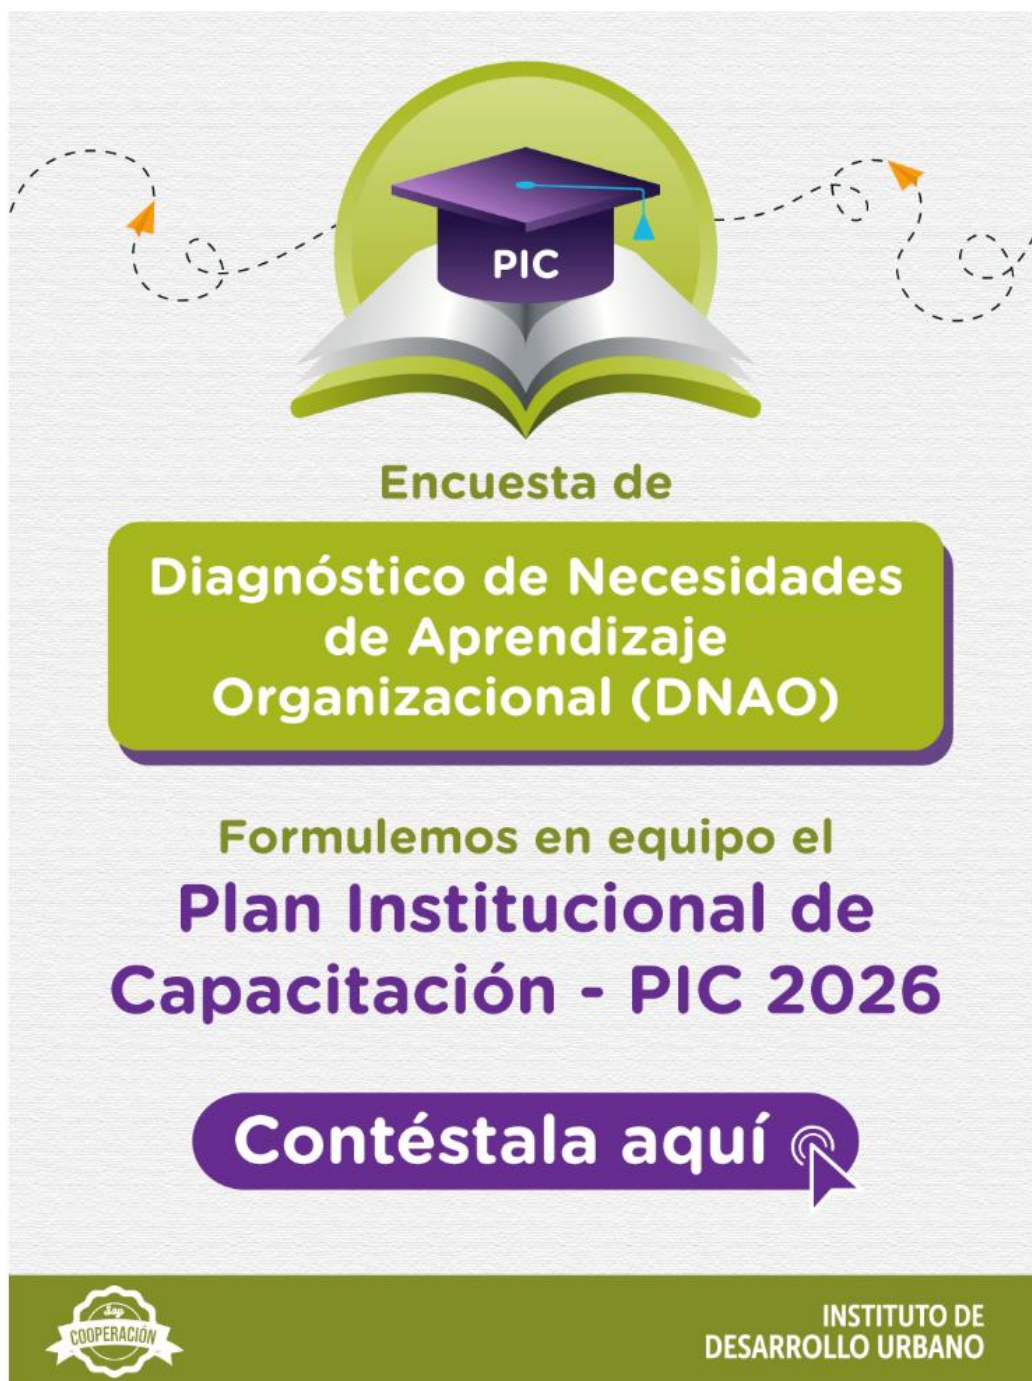 PIC
Encuesta de
Diagnóstico de Necesidades
de Aprendizaje
Organizacional (DNAO)
Formulemos en equipo el
Plan Institucional de
Capacitación - PIC 2026
Contéstala aquí
Soy
COOPERACIÓN
INSTITUTO DE
DESARROLLO URBANO